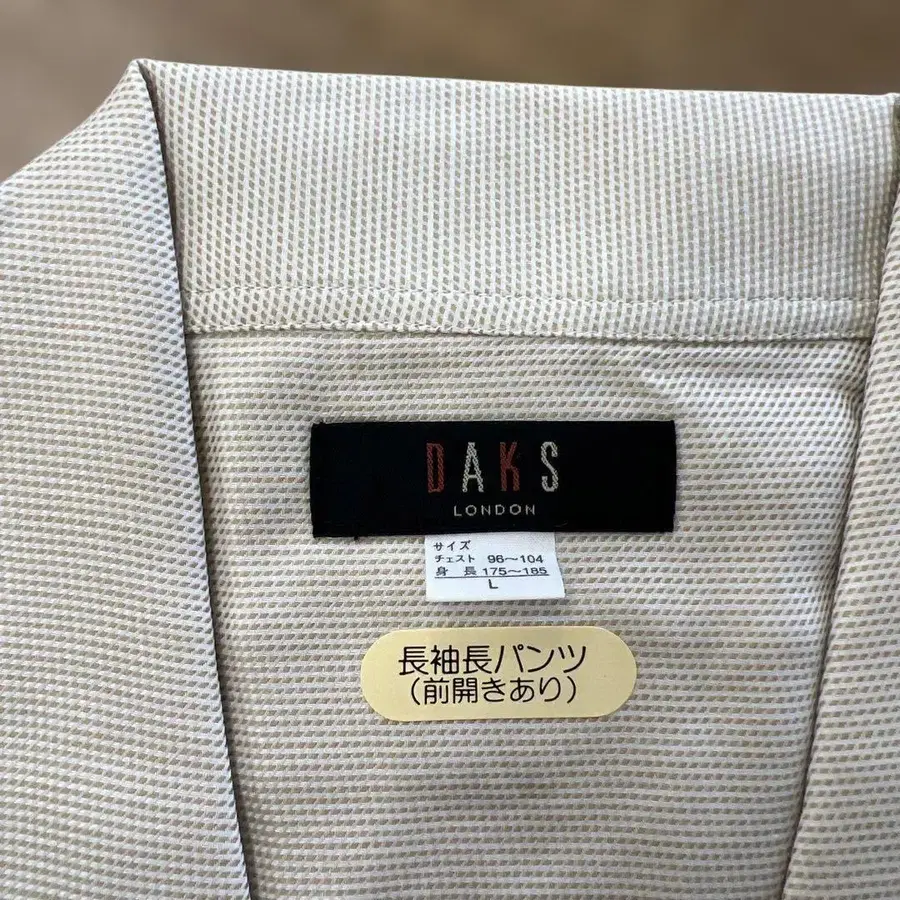 DAKS
LONDON
サイズ
チェスト 96〜104
身 長 175〜185
L
長袖長パンツ
(前開きあり)